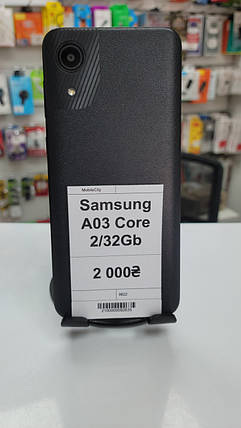 MobileCity
Samsung
A03 Core
2/32Gb
2 000₴